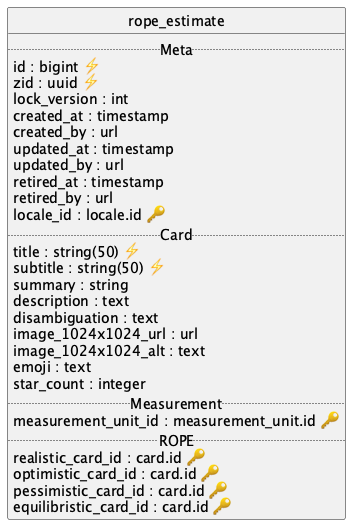 rope_estimate
Meta
id : bigint ⚡
zid : uuid ⚡
lock_version : int
created_at : timestamp
created_by : url
updated_at : timestamp
updated_by : url
retired_at : timestamp
retired_by : url
locale_id : locale.id 🔑
Card
title : string(50) ⚡
subtitle : string(50) ⚡
summary : string
description : text
disambiguation : text
image_1024x1024_url : url
image_1024x1024_alt : text
emoji : text
star_count : integer
Measurement
measurement_unit_id : measurement_unit.id 🔑
ROPE
realistic_card_id : card.id 🔑
optimistic_card_id : card.id 🔑
pessimistic_card_id : card.id 🔑
equilibristic_card_id : card.id 🔑